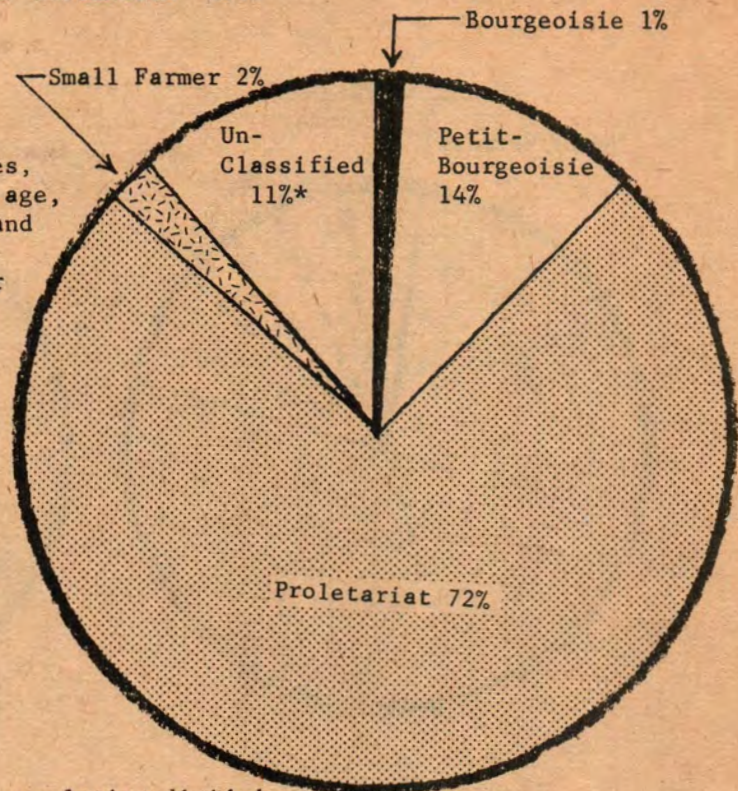 Bourgeoisie 1%
Small Farmer 2%
Un-
Classified
11%*
Petit-
Bourgeoisie
14%
es,
age,
and
Proletariat 72%